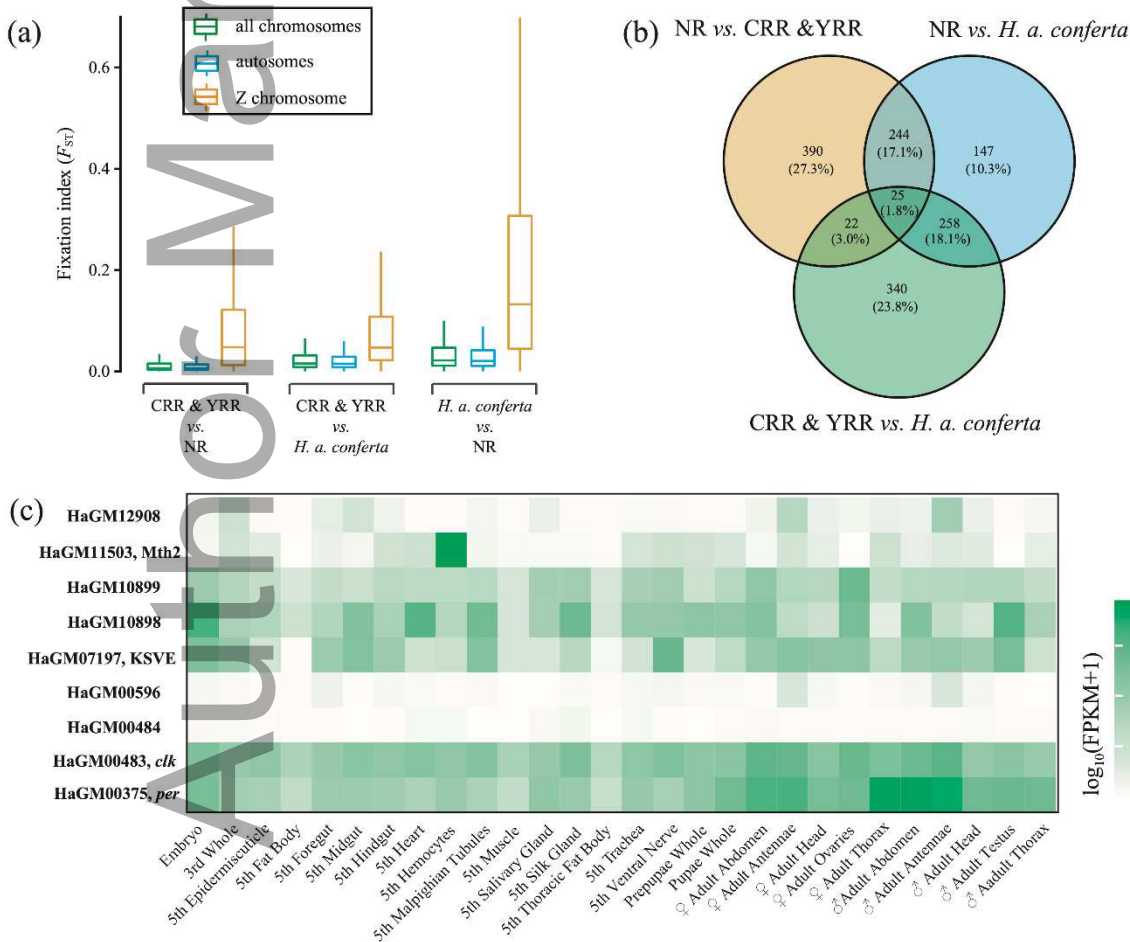 (a)
all chromosomes
autosomes
Z chromosome
Fixation index (FST)
0.6
0.4
0.2
0.0
CRR & YRR
vs.
NR
CRR & YRR
vs.
H. a. conferta
H. a. conferta
vs.
NR
(b)
NR vs. CRR &YRR
NR vs. H. a. conferta
390
(27.3%)
244
(17.1%)
147
(10.3%)
25
(1.8%)
22
(3.0%)
258
(18.1%)
340
(23.8%)
CRR & YRR vs. H. a. conferta
(c)
HaGM12908
HaGM11503, Mth2
HaGM10899
HaGM10898
HaGM07197, KSVE
HaGM00596
HaGM00484
HaGM00483, clk
HaGM00375, per
Embryo
3rd Whole
5th Epidermiscuticle
5th Fat Body
5th Foregut
5th Midgut
5th Hindgut
5th Heart
5th Hemocytes
5th Malpighian Tubules
5th Muscle
5th Salivary Gland
5th Silk Gland
5th Thoracic Fat Body
5th Trachea
5th Ventral Nerve
Prepupae Whole
Pupae Whole
♀ Adult Abdomen
♀ Adult Antennae
♀ Adult Head
♀ Adult Ovaries
♀ Adult Thorax
♂Adult Abdomen
♂ Adult Antennae
♂ Adult Head
♂ Adult Testus
♂ Aadult Thorax
log10(FPKM+1)
Author Man